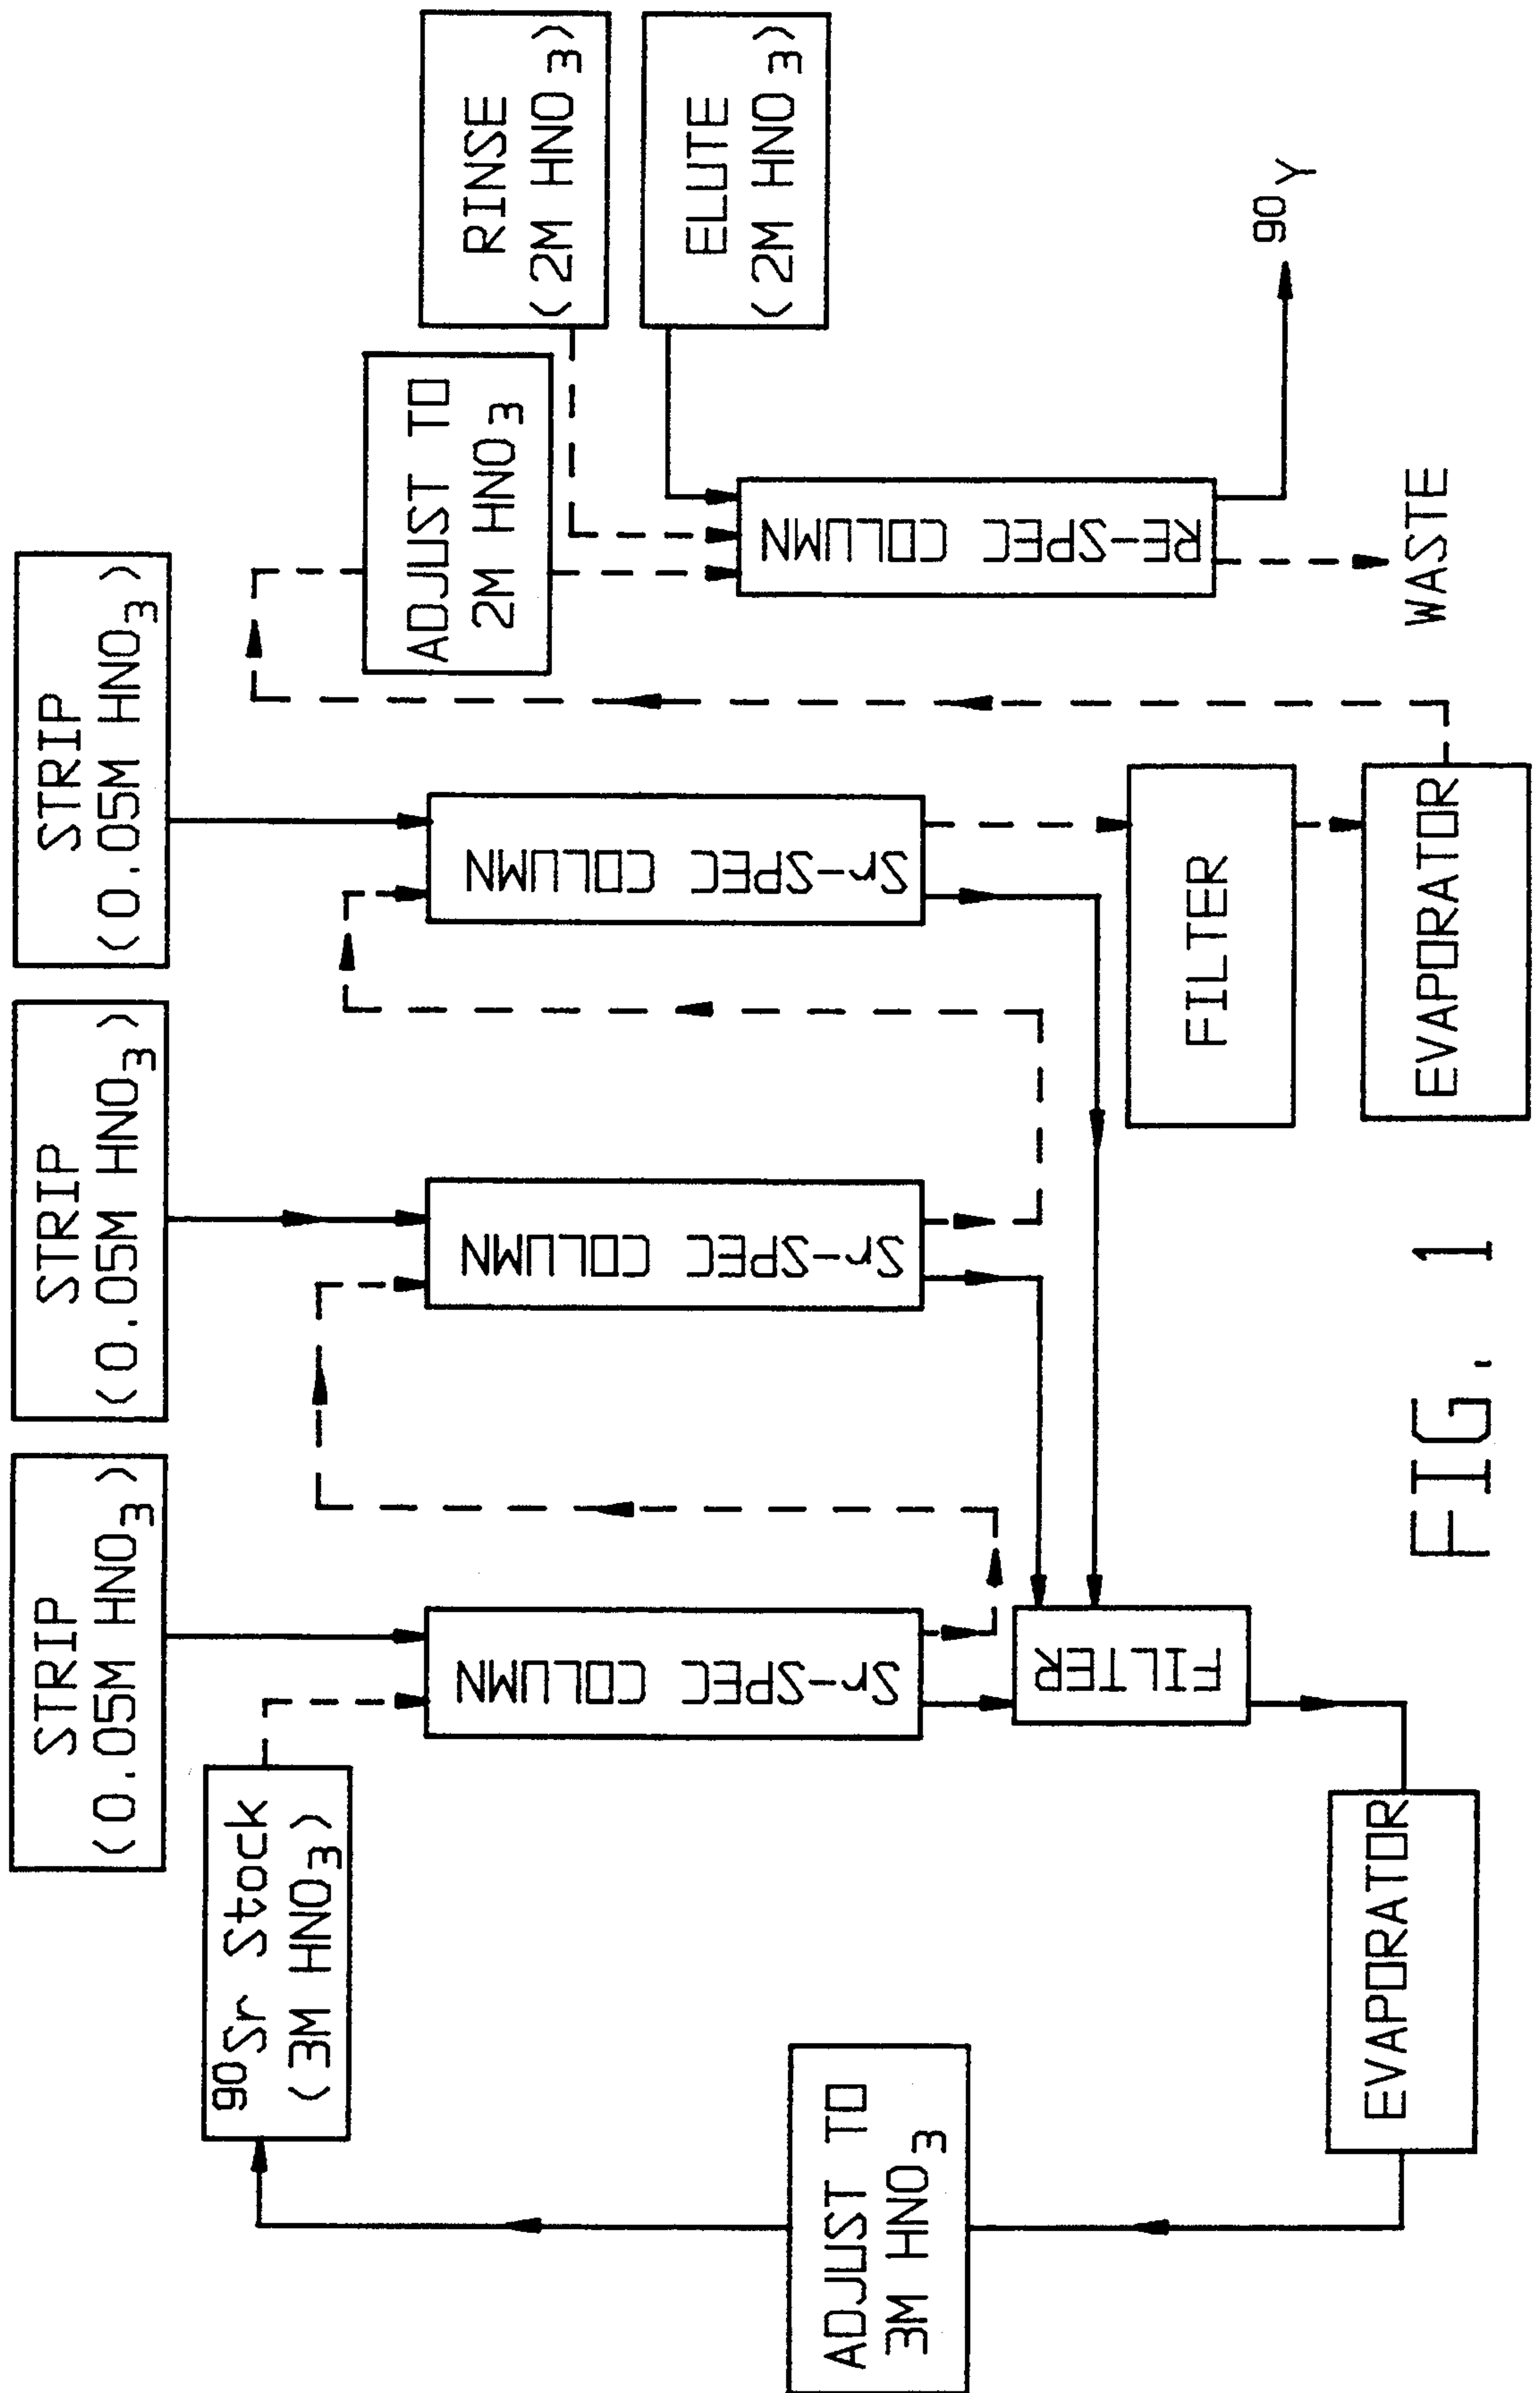 STRIP
(0.05M HNO3)
STRIP
(0.05M HNO3)
STRIP
(0.05M HNO3)
90Sr Stock
(3M HNO3)
ADJUST TO
2M HNO3
RINSE
(2M HNO3)
ELUTE
(2M HNO3)
Sr-SPEC COLUMN
Sr-SPEC COLUMN
Sr-SPEC COLUMN
RE-SPEC COLUMN
ADJUST TO
3M HNO3
FILTER
FILTER
90Y
WASTE
EVAPORATOR
EVAPORATOR
FIG. 1